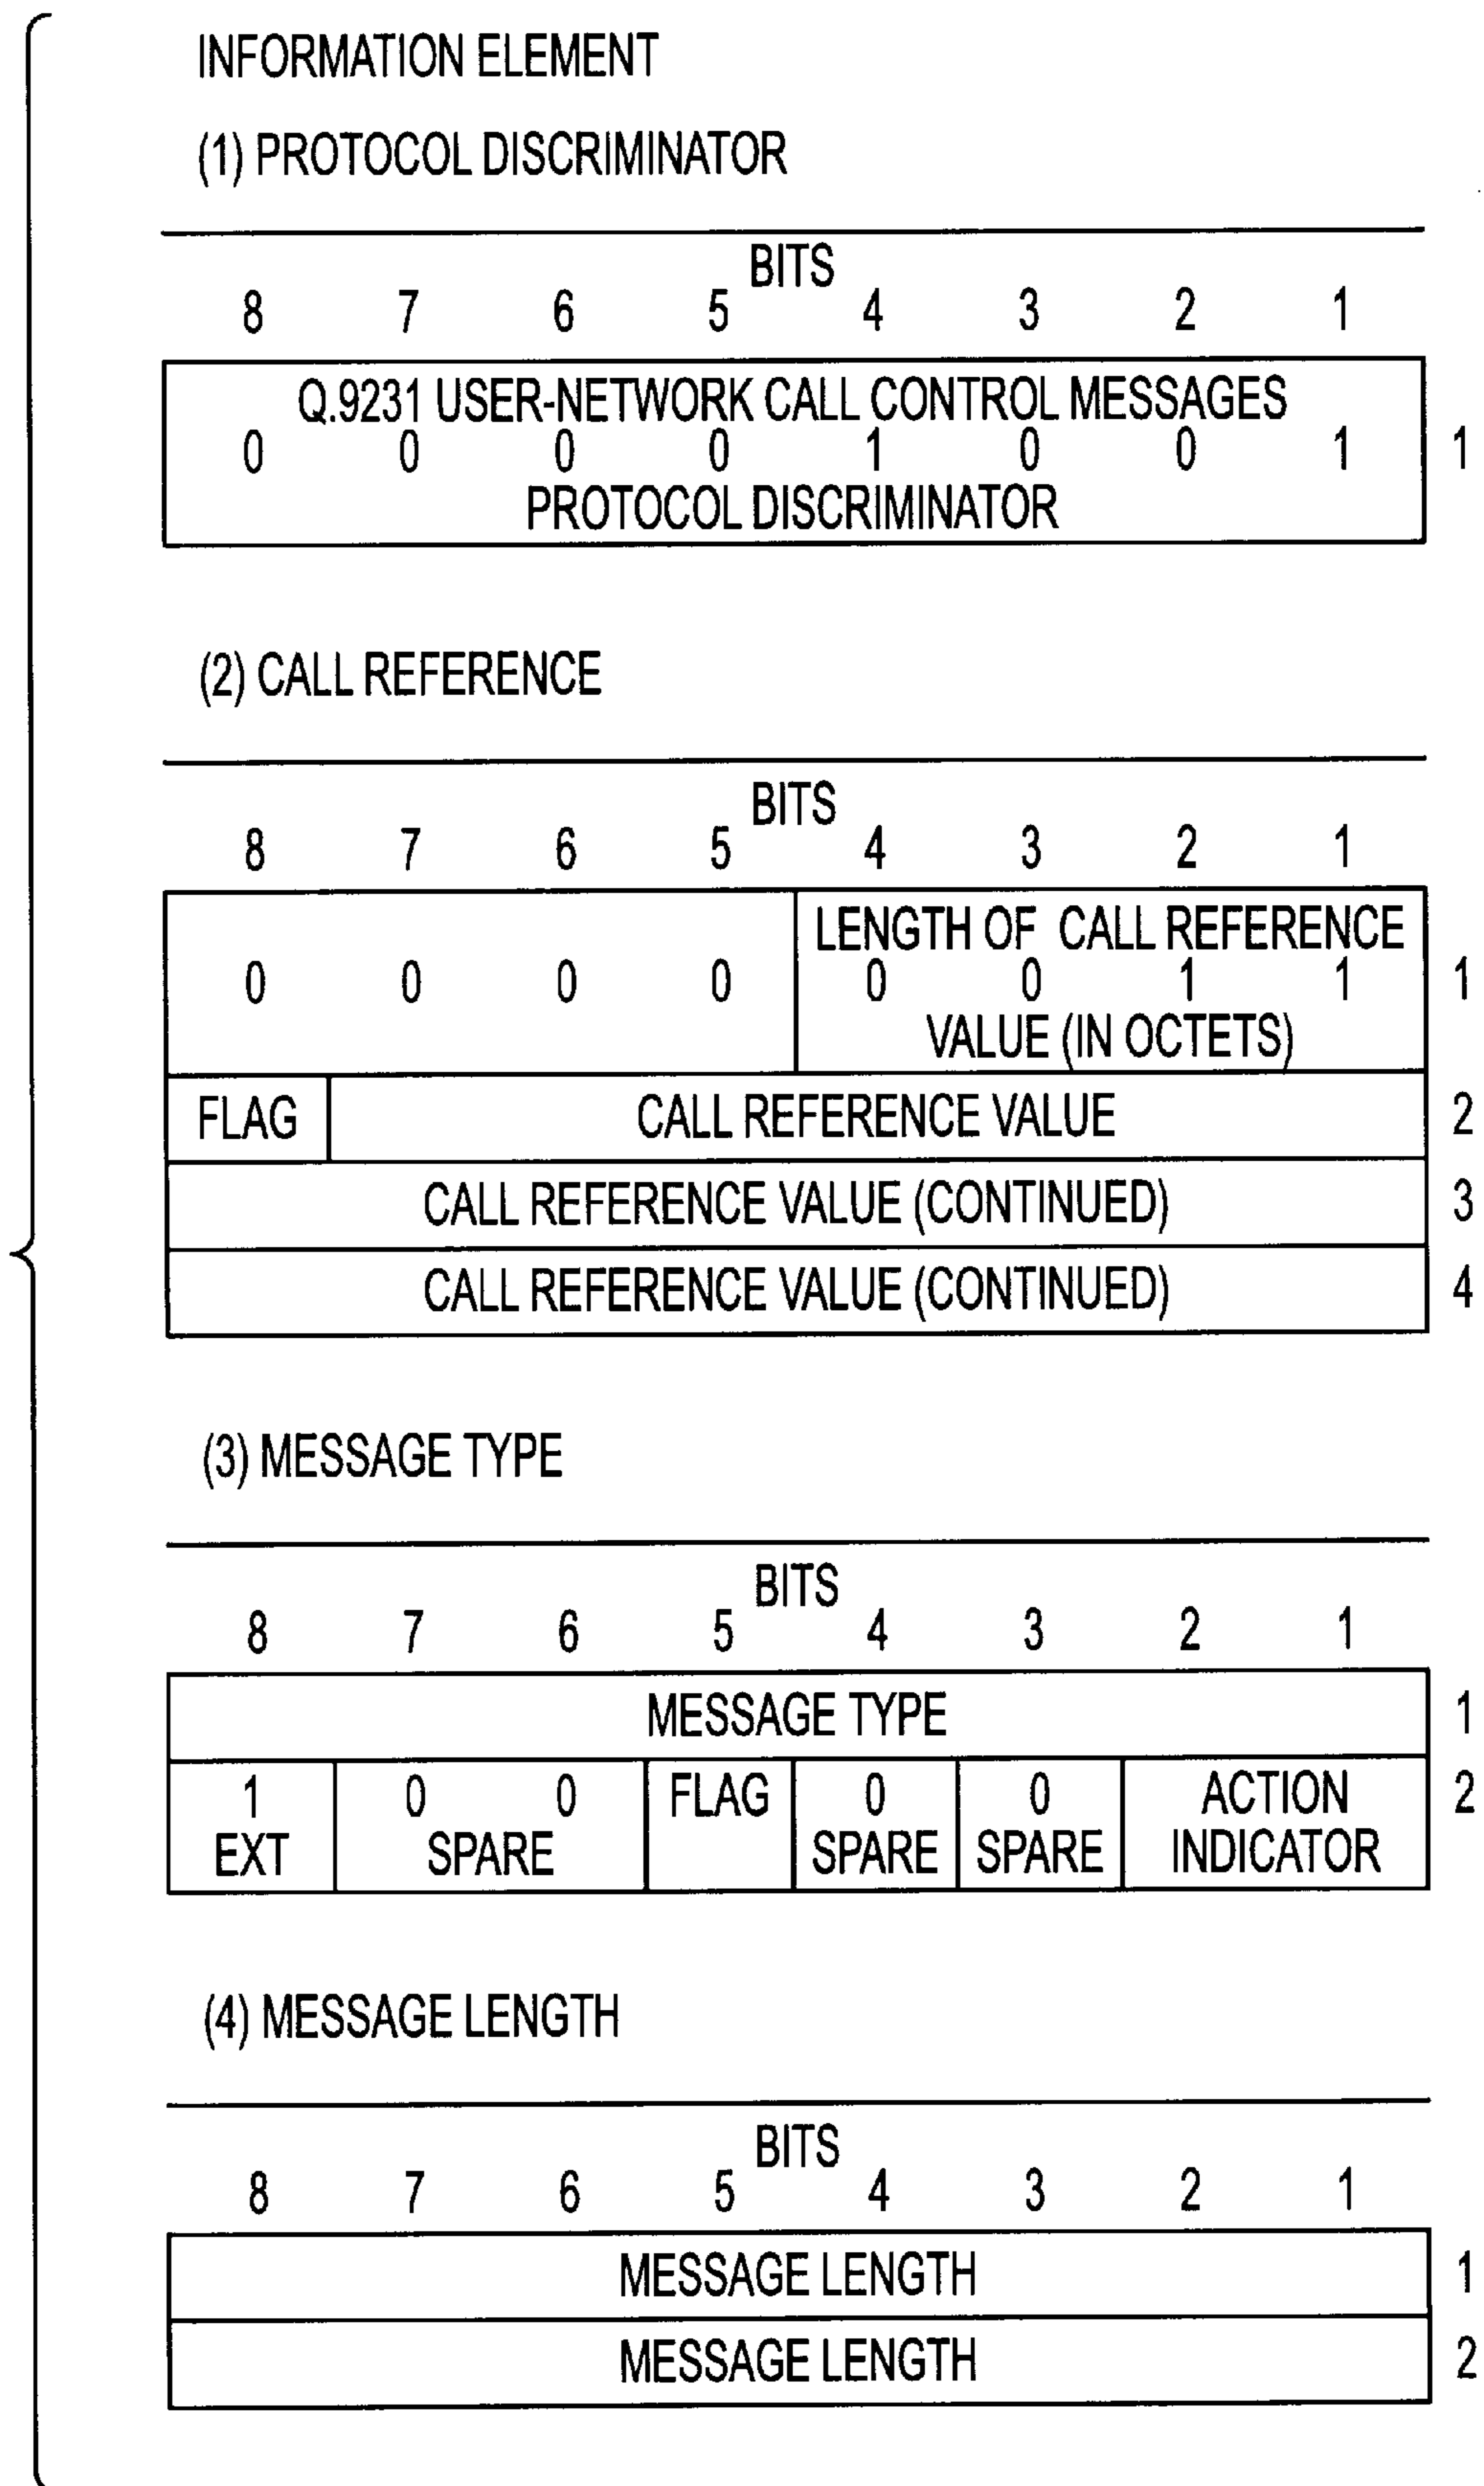 INFORMATION ELEMENT
(1) PROTOCOL DISCRIMINATOR
BITS
8 7 6 5 4 3 2 1
Q.9231 USER-NETWORK CALL CONTROL MESSAGES
0 0 0 0 1 0 0 1 1
PROTOCOL DISCRIMINATOR
(2) CALL REFERENCE
BITS
8 7 6 5 4 3 2 1
LENGTH OF CALL REFERENCE
0 0 0 0 0 0 1 1 1
VALUE (IN OCTETS)
FLAG CALL REFERENCE VALUE 2
CALL REFERENCE VALUE (CONTINUED) 3
CALL REFERENCE VALUE (CONTINUED) 4
(3) MESSAGE TYPE
BITS
8 7 6 5 4 3 2 1
MESSAGE TYPE 1
1 0 0 FLAG 0 0 ACTION 2
EXT SPARE SPARE SPARE INDICATOR
(4) MESSAGE LENGTH
BITS
8 7 6 5 4 3 2 1
MESSAGE LENGTH 1
MESSAGE LENGTH 2